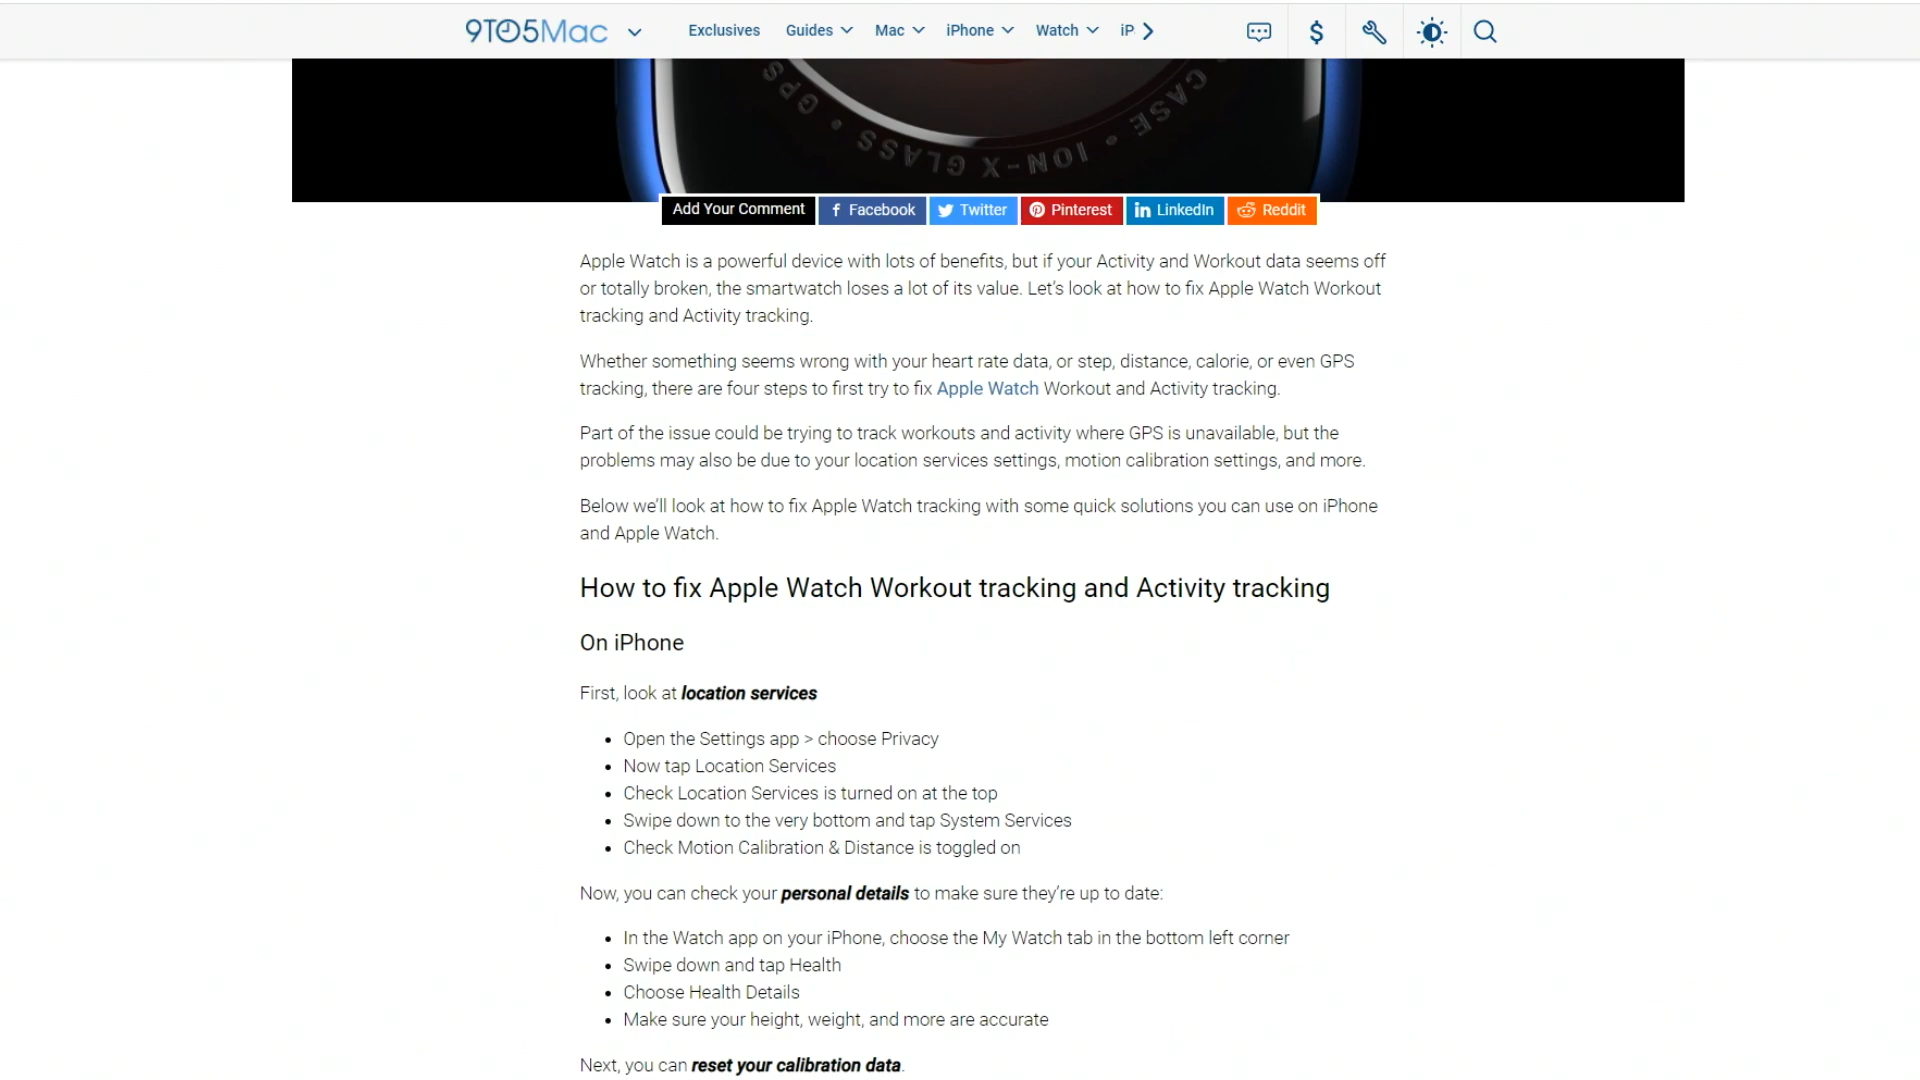 9TO5Mac
Exclusives Guides Mac iPhone Watch iP
GPS • ION-X GLASS • CASE
Add Your Comment Facebook Twitter Pinterest LinkedIn Reddit
Apple Watch is a powerful device with lots of benefits, but if your Activity and Workout data seems off
or totally broken, the smartwatch loses a lot of its value. Let’s look at how to fix Apple Watch Workout
tracking and Activity tracking.
Whether something seems wrong with your heart rate data, or step, distance, calorie, or even GPS
tracking, there are four steps to first try to fix Apple Watch Workout and Activity tracking.
Part of the issue could be trying to track workouts and activity where GPS is unavailable, but the
problems may also be due to your location services settings, motion calibration settings, and more.
Below we’ll look at how to fix Apple Watch tracking with some quick solutions you can use on iPhone
and Apple Watch.
How to fix Apple Watch Workout tracking and Activity tracking
On iPhone
First, look at location services
• Open the Settings app > choose Privacy
• Now tap Location Services
• Check Location Services is turned on at the top
• Swipe down to the very bottom and tap System Services
• Check Motion Calibration & Distance is toggled on
Now, you can check your personal details to make sure they’re up to date:
• In the Watch app on your iPhone, choose the My Watch tab in the bottom left corner
• Swipe down and tap Health
• Choose Health Details
• Make sure your height, weight, and more are accurate
Next, you can reset your calibration data.